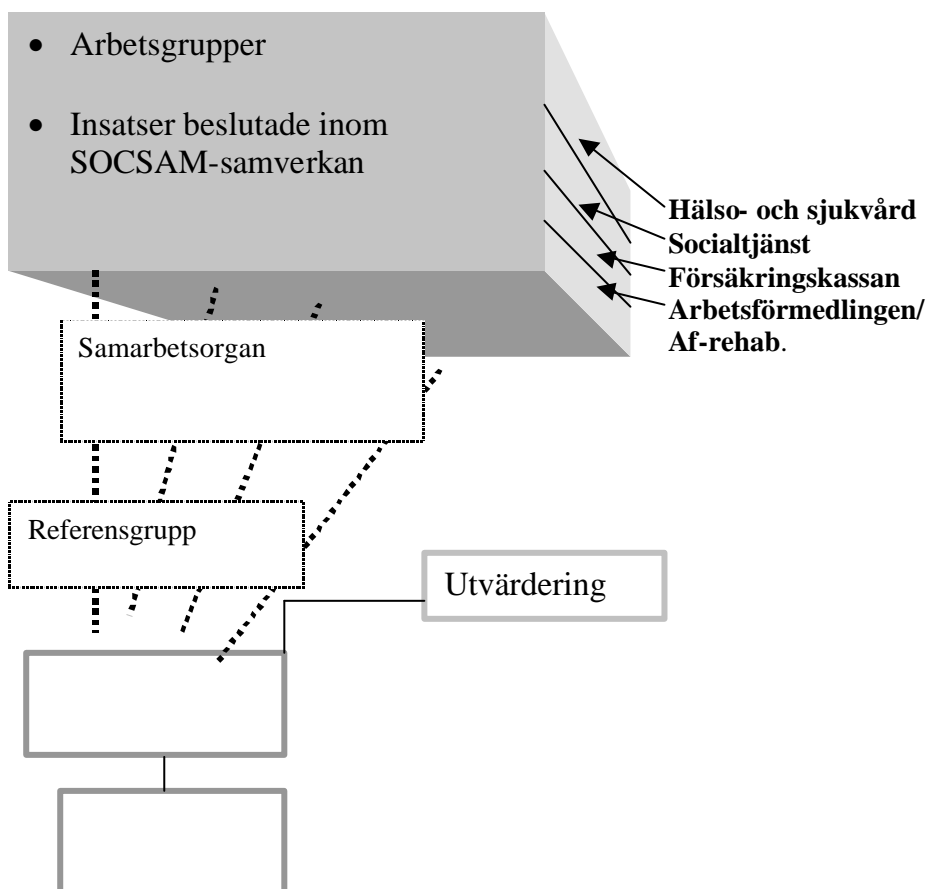 • Arbetsgrupper
• Insatser beslutade inom
SOCSAM-samverkan
Hälso- och sjukvård
Socialtjänst
Försäkringskassan
Arbetsförmedlingen/
Af-rehab.
Samarbetsorgan
Referensgrupp
Utvärdering